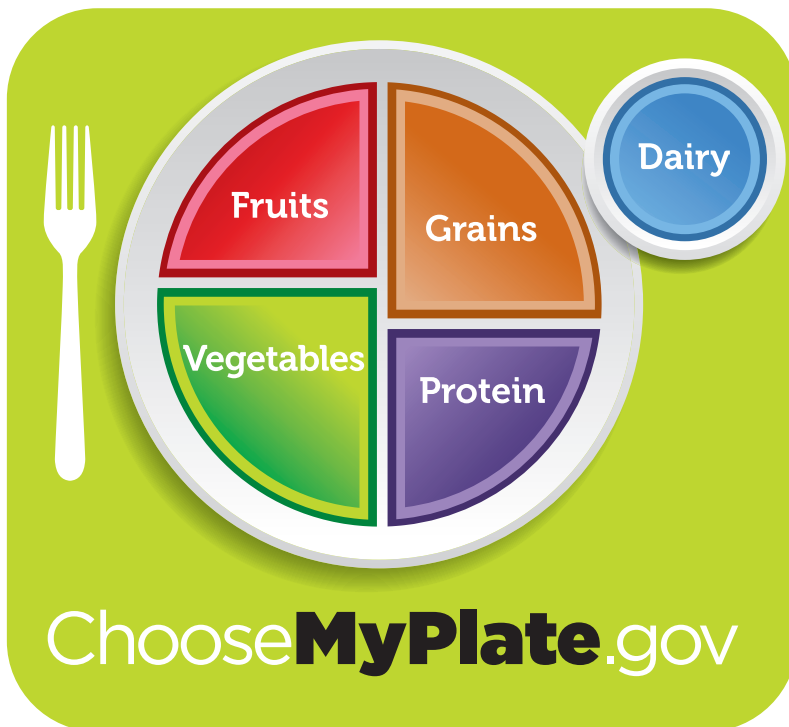 Fruits
Grains
Dairy
Vegetables
Protein
ChooseMyPlate.gov